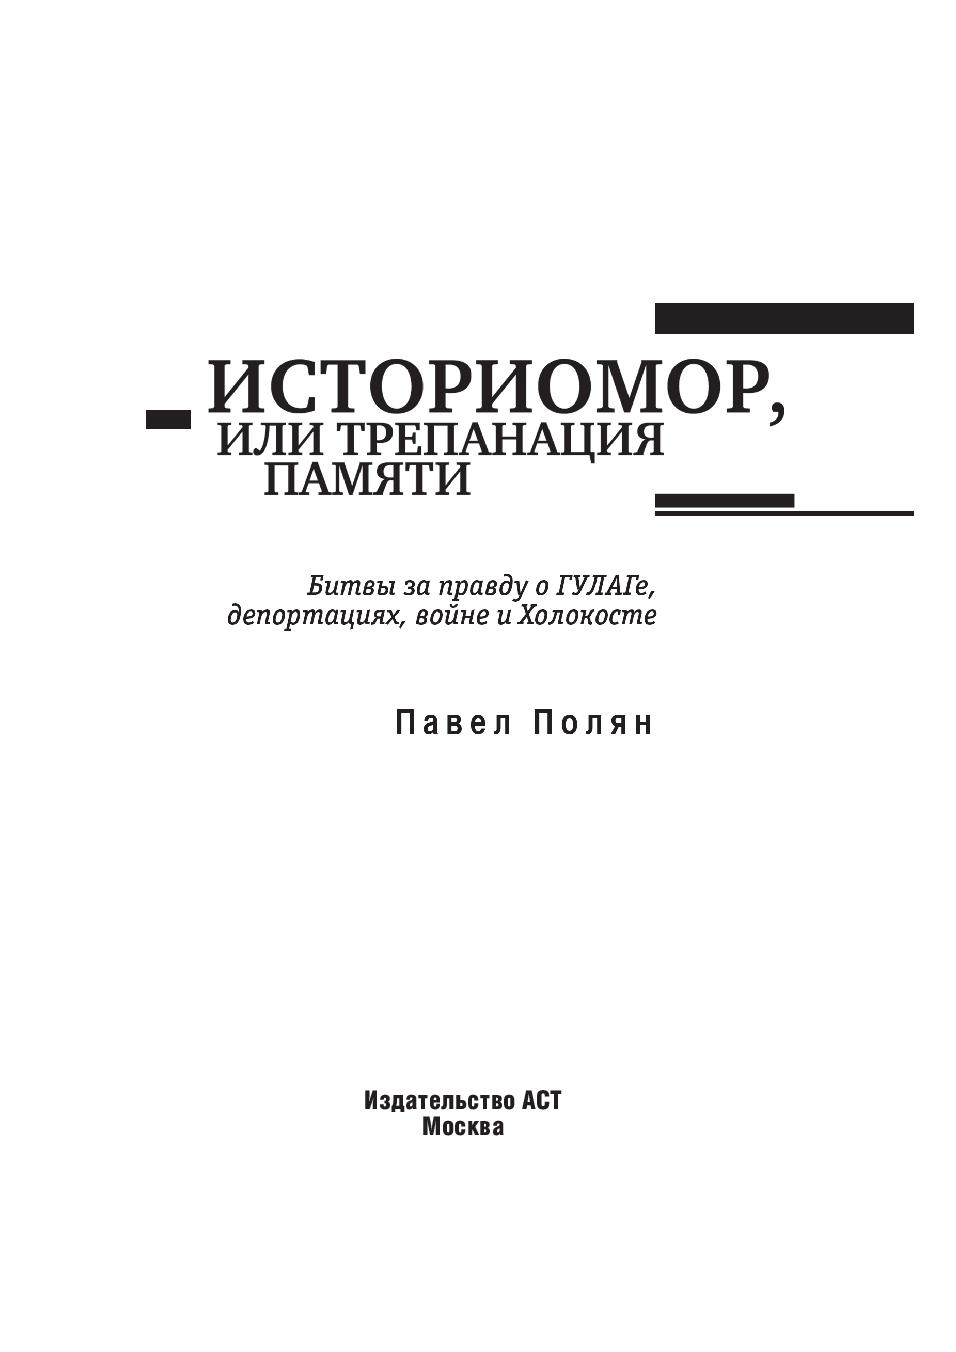 ИСТОРИОМОР,
ИЛИ ТРЕПАНАЦИЯ
ПАМЯТИ
Битвы за правду о ГУЛАГе,
депортациях, войне и Холокосте
Павел Полян
Издательство АСТ
Москва